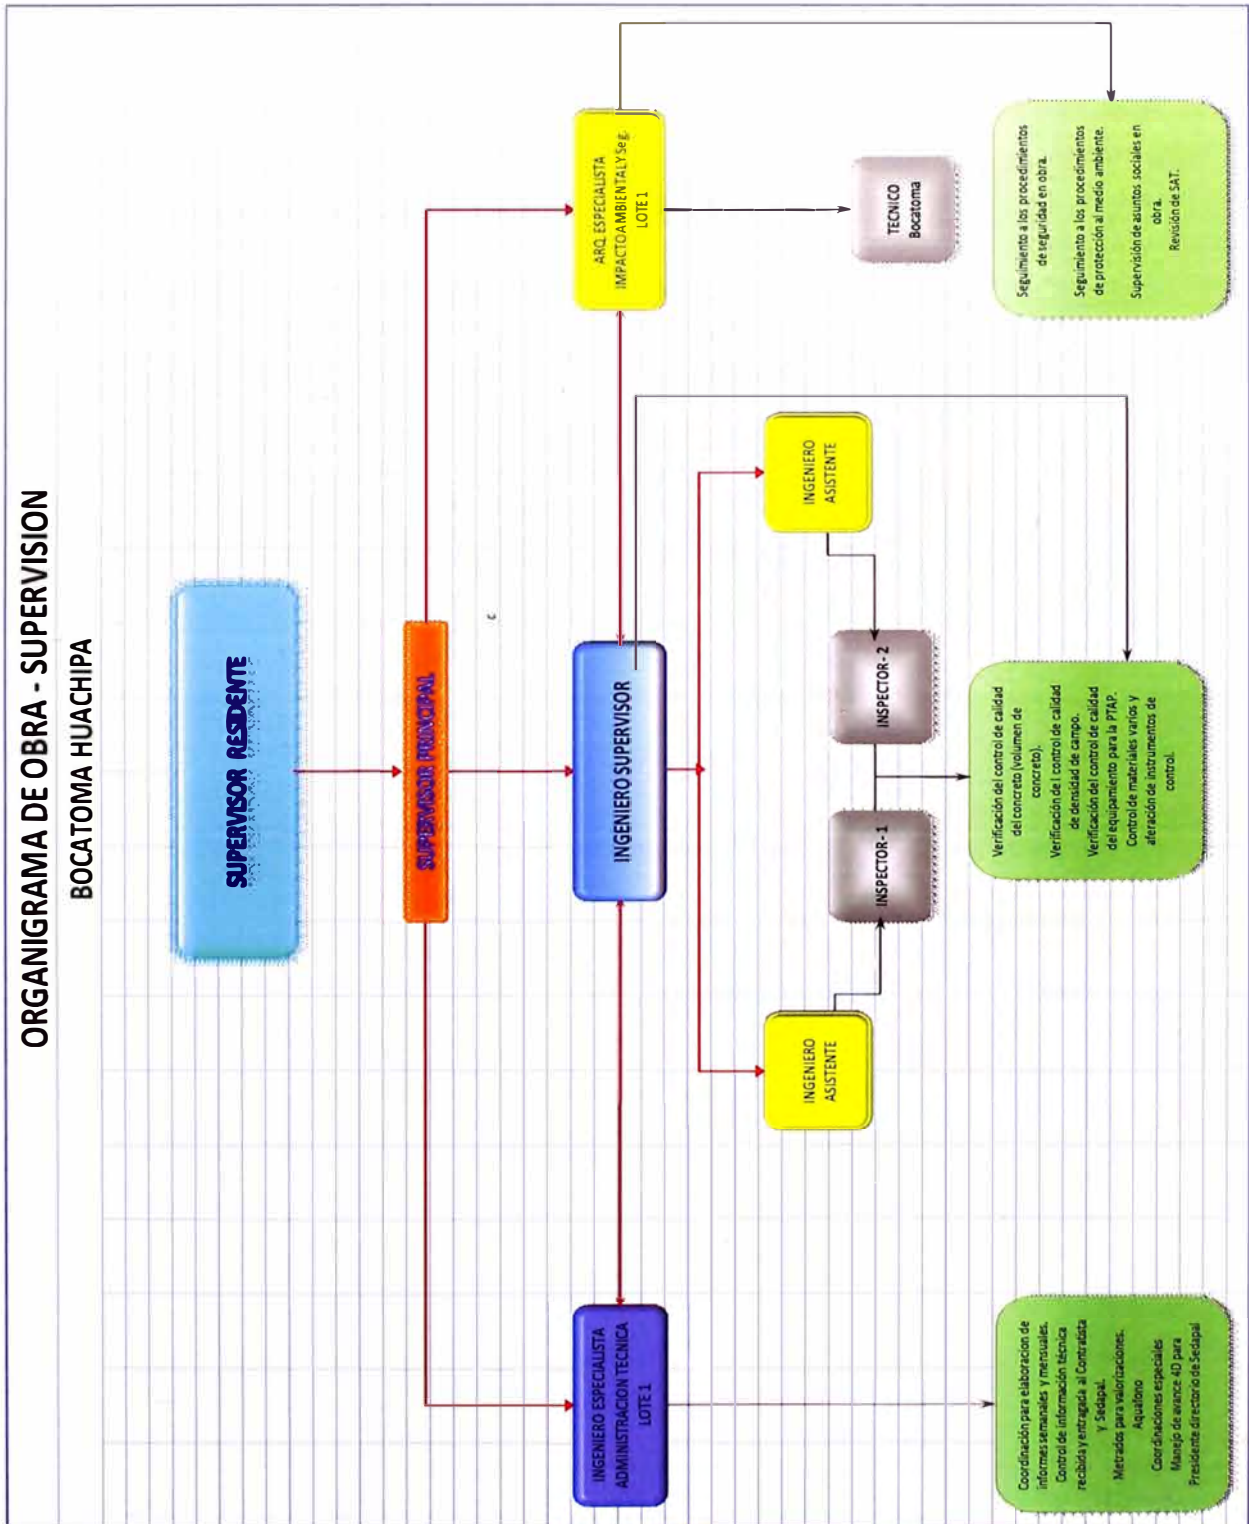 ORGANIGRAMA DE OBRA - SUPERVISION
BOCATOMA HUACHIPA
SUPERVISOR RESIDENTE
SUPERVISOR PRINCIPAL
c
INGENIERO ESPECIALISTA
ADMINISTRACION TECNICA
LOTE 1
INGENIERO SUPERVISOR
ARQ. ESPECIALISTA
IMPACTO AMBIENTAL Y Seg.
LOTE 1
INGENIERO
ASISTENTE
INGENIERO
ASISTENTE
INSPECTOR- 1
INSPECTOR- 2
TECNICO
Bocatoma
Coordinación para elaboracion de
informes semanales y mensuales.
Control de información técnica
recibida y entragada al Contratista
y Sedapal.
Metrados para valorizaciones.
Aquafono
Coordinaciones especiales
Manejo de avance 4D para
Presidente directorio de Sedapal
Verificación del control de calidad
del concreto (volumen de
concreto).
Verificación de l control de calidad
de densidad de campo.
Verificación del control de calidad
del equipamiento para la PTAP.
Control de materiales varios y
aferación de instrumentos de
control.
Seguimiento a los procedimientos
de seguridad en obra.
Seguimiento a los procedimientos
de protección al medio ambiente.
Supervisión de asuntos sociales en
obra.
Revisión de SAT.